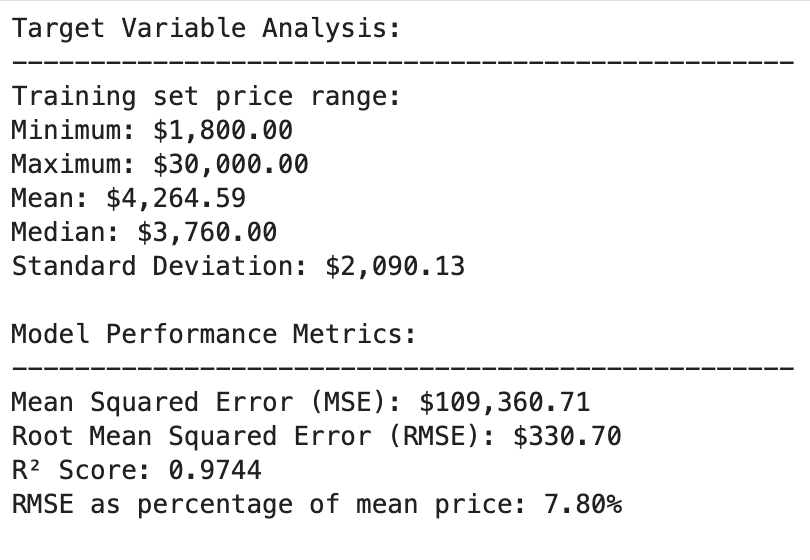 Target Variable Analysis:
--------------------------------------------------
Training set price range:
Minimum: $1,800.00
Maximum: $30,000.00
Mean: $4,264.59
Median: $3,760.00
Standard Deviation: $2,090.13
Model Performance Metrics:
--------------------------------------------------
Mean Squared Error (MSE): $109,360.71
Root Mean Squared Error (RMSE): $330.70
R² Score: 0.9744
RMSE as percentage of mean price: 7.80%